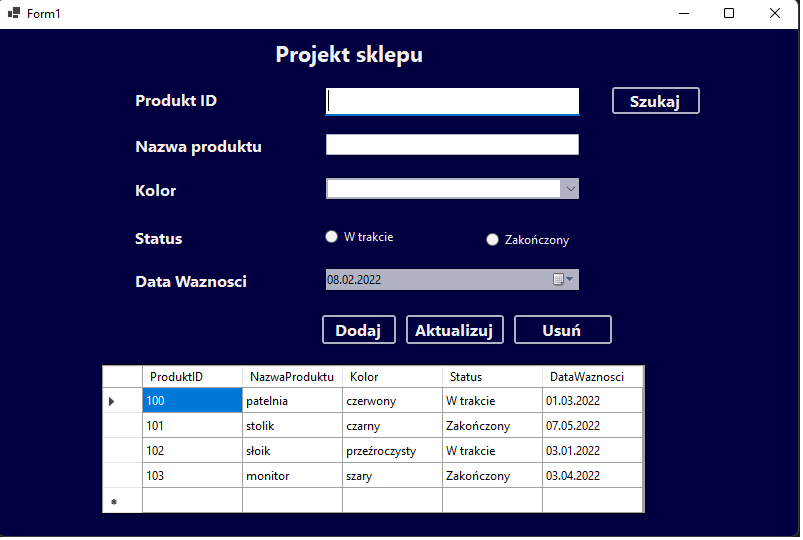 Form1
Projekt sklepu
Produkt ID Szukaj
Nazwa produktu
Kolor
Status W trakcie Zakończony
Data Waznosci 08.02.2022
Dodaj Aktualizuj Usuń
ProduktID NazwaProduktu Kolor Status DataWaznosci
100 patelnia czerwony W trakcie 01.03.2022
101 stolik czarny Zakończony 07.05.2022
102 słoik przeźroczysty W trakcie 03.01.2022
103 monitor szary Zakończony 03.04.2022